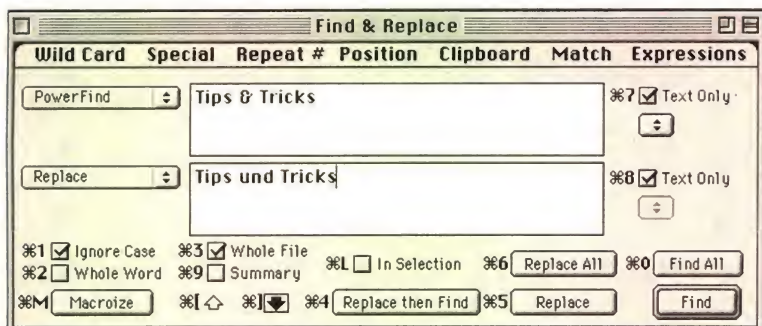 Find & Replace
Wild Card Special Repeat # Position Clipboard Match Expressions
PowerFind Tips & Tricks ⌘7 Text Only
Replace Tips und Tricks ⌘8 Text Only
⌘1 Ignore Case ⌘3 Whole File
⌘L In Selection ⌘6 Replace All ⌘0 Find All
⌘2 Whole Word ⌘9 Summary
⌘M Macroize ⌘[ ⌘] ⌘4 Replace then Find ⌘5 Replace Find